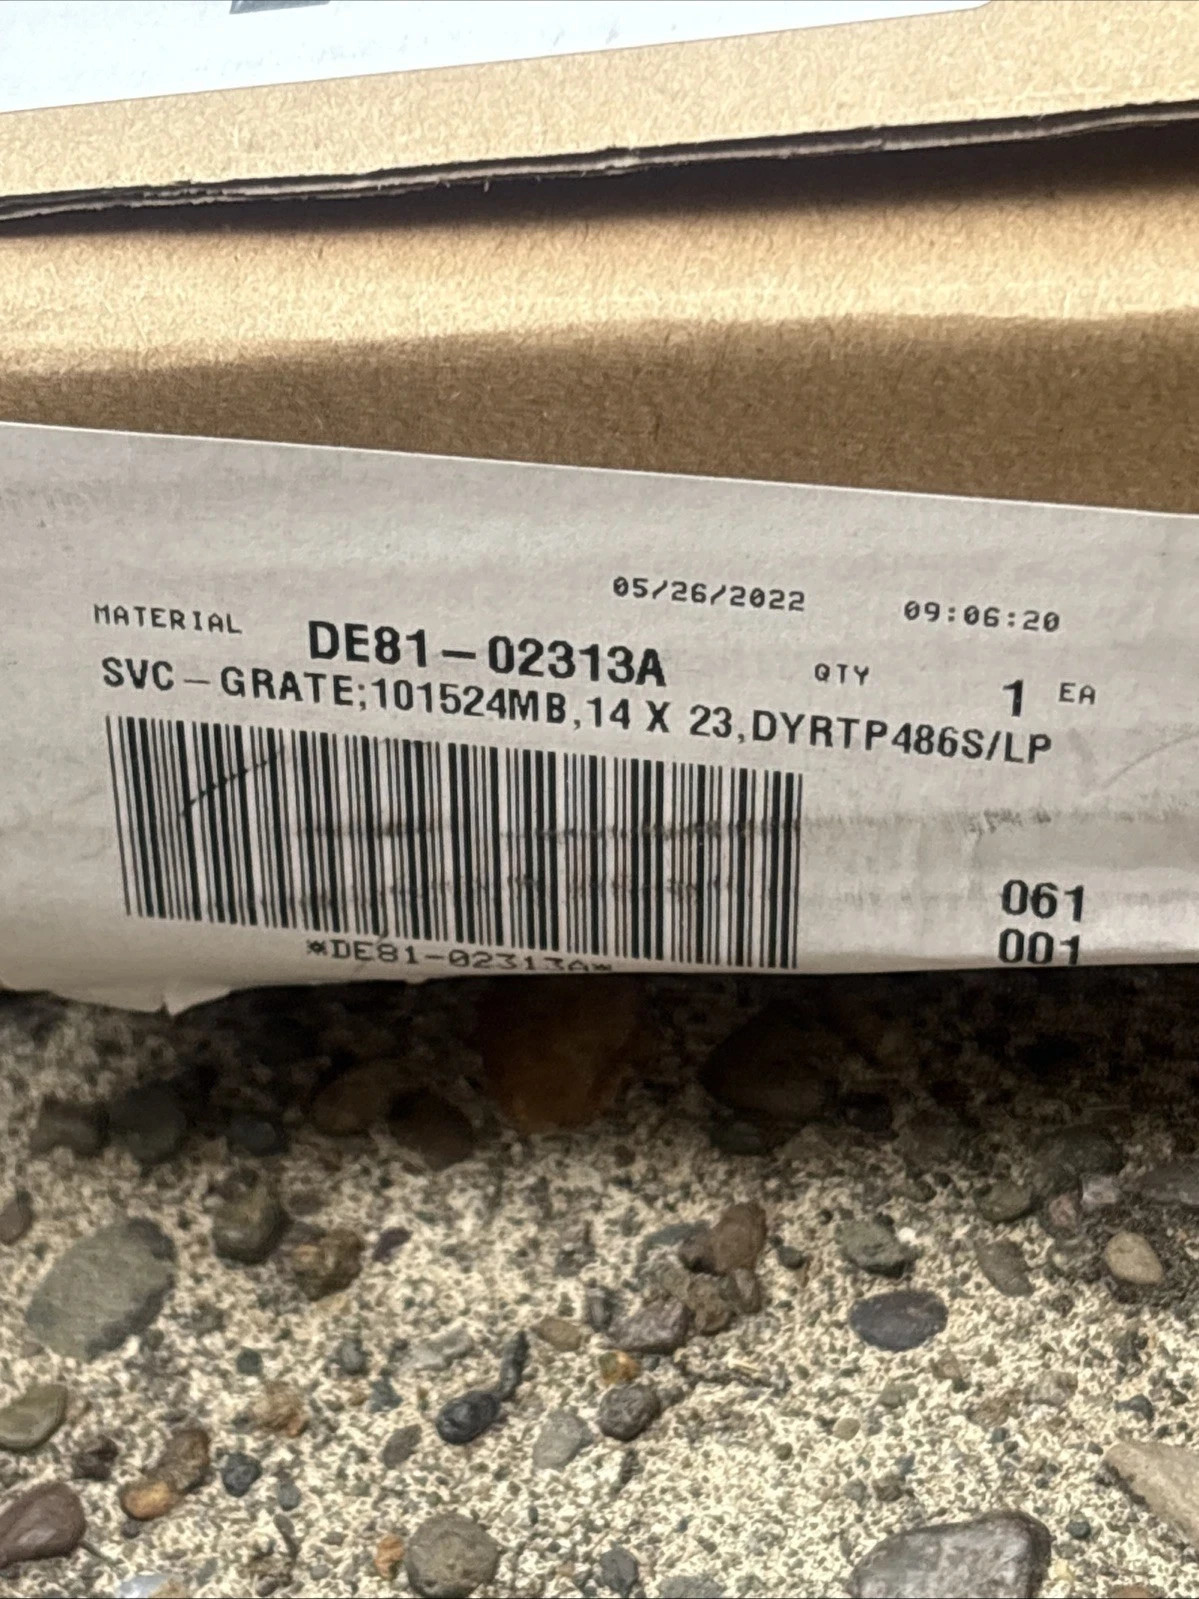 05/26/2022 09:06:20
MATERIAL DE81-02313A QTY 1 EA
SVC-GRATE;101524MB,14 X 23,DYRTP486S/LP
*DE81-02313A*
061
001